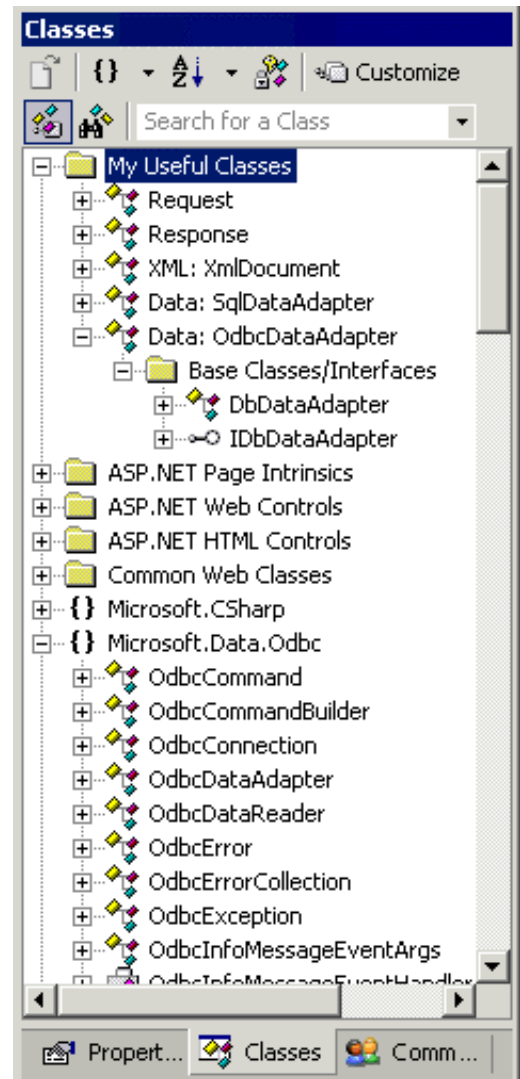 Classes
{} A Z Customize
Search for a Class
My Useful Classes
Request
Response
XML: XmlDocument
Data: SqlDataAdapter
Data: OdbcDataAdapter
Base Classes/Interfaces
DbDataAdapter
IDbDataAdapter
ASP.NET Page Intrinsics
ASP.NET Web Controls
ASP.NET HTML Controls
Common Web Classes
{} Microsoft.CSharp
{} Microsoft.Data.Odbc
OdbcCommand
OdbcCommandBuilder
OdbcConnection
OdbcDataAdapter
OdbcDataReader
OdbcError
OdbcErrorCollection
OdbcException
OdbcInfoMessageEventArgs
OdbcInfoMessageEventHandler
Propert... Classes Comm...